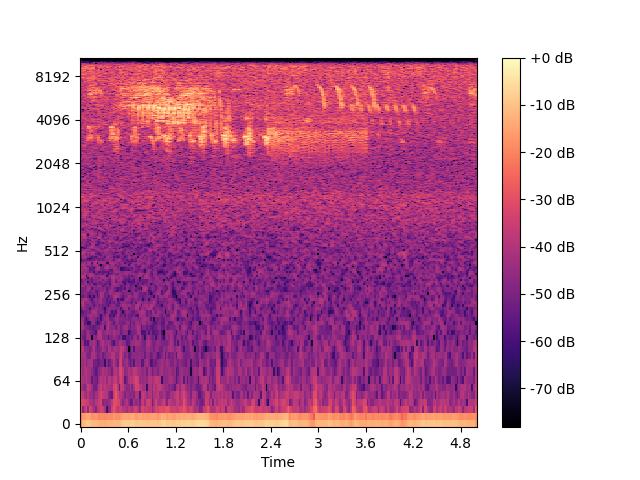 8192
4096
2048
1024
512
256
128
64
0
Hz
0 0.6 1.2 1.8 2.4 3 3.6 4.2 4.8
Time
+0 dB
-10 dB
-20 dB
-30 dB
-40 dB
-50 dB
-60 dB
-70 dB